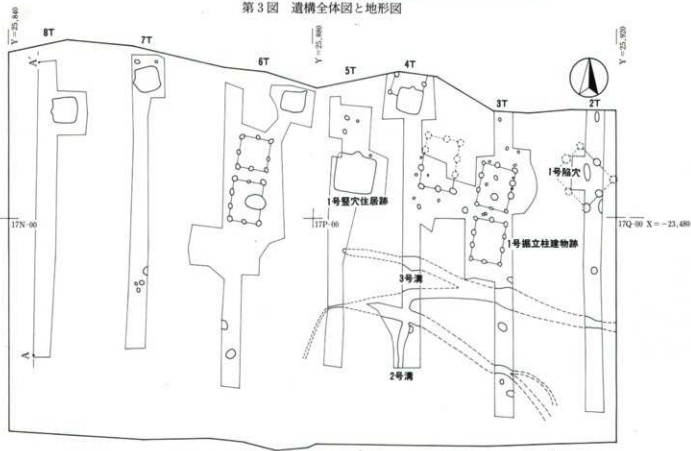 第3図 遺構全体図と地形図
Y=25,840
Y=25,880
Y=25,920
8T
7T
6T
5T
4T
3T
2T
A'
1号陥穴
1号竪穴住居跡
17N-00
17P-00
17Q-00 X=-23,480
1号掘立柱建物跡
3号溝
A
2号溝